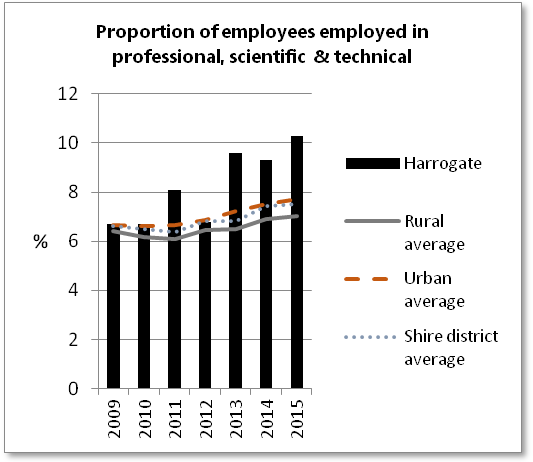 Proportion of employees employed in
professional, scientific & technical
12
10
8
6
4
2
0
%
2009
2010
2011
2012
2013
2014
2015
Harrogate
Rural
average
Urban
average
Shire district
average